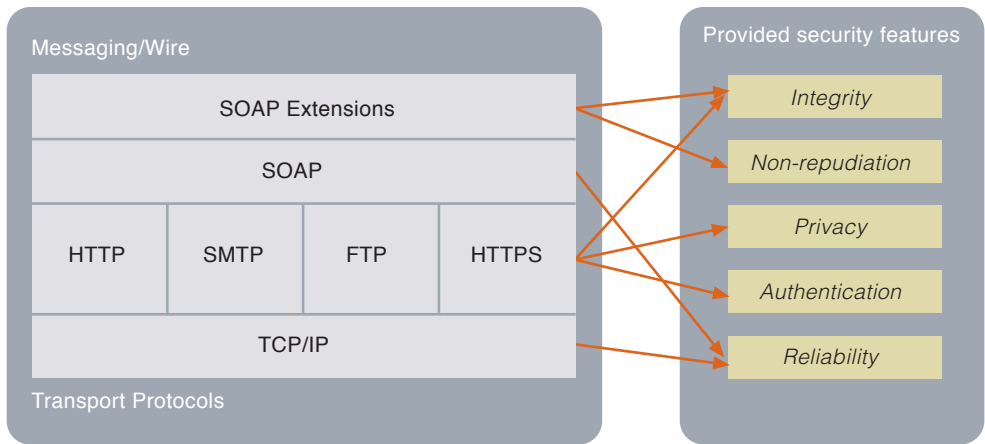 Messaging/Wire
SOAP Extensions
SOAP
HTTP
SMTP
FTP
HTTPS
TCP/IP
Transport Protocols
Provided security features
Integrity
Non-repudiation
Privacy
Authentication
Reliability